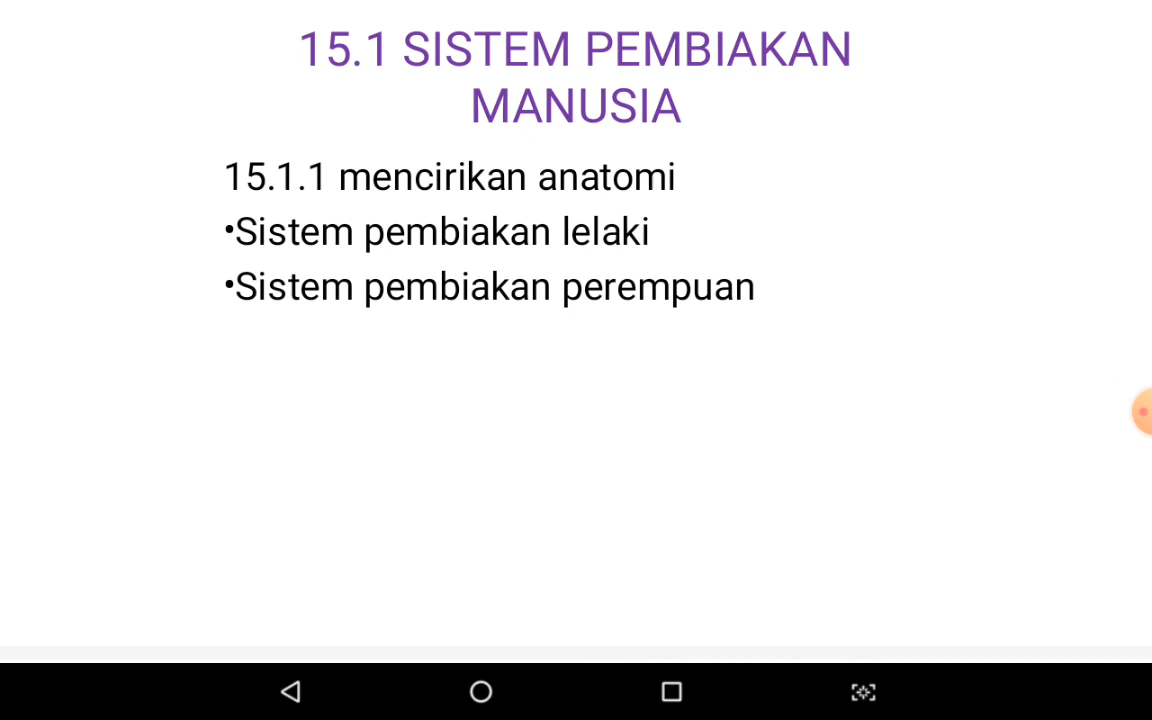 15.1 SISTEM PEMBIAKAN
MANUSIA
15.1.1 mencirikan anatomi
•Sistem pembiakan lelaki
•Sistem pembiakan perempuan